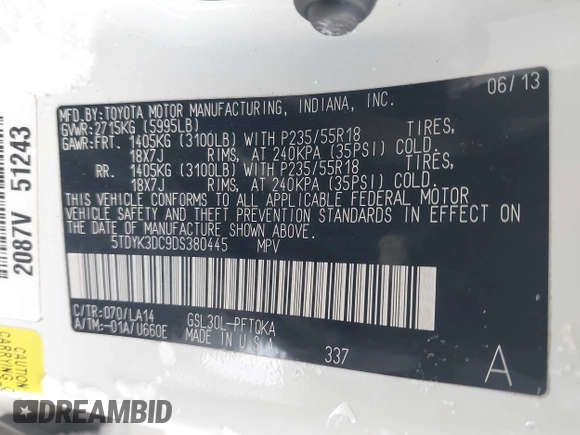 06/13
MFD.BY:TOYOTA MOTOR MANUFACTURING, INDIANA, INC.
GVWR:2715KG (5995LB)
GAWR:FRT. 1405KG (3100LB) WITH P235/55R18 TIRES,
18X7J RIMS, AT 240KPA (35PSI) COLD.
RR. 1405KG (3100LB) WITH P235/55R18 TIRES,
18X7J RIMS, AT 240KPA (35PSI) COLD.
THIS VEHICLE CONFORMS TO ALL APPLICABLE FEDERAL MOTOR
VEHICLE SAFETY AND THEFT PREVENTION STANDARDS IN EFFECT ON
THE DATE OF MANUFACTURE SHOWN ABOVE.
5TDYK3DC9DS380445 MPV
C/TR:070/LA14 GSL30L-PFTQKA
A/TM:-01A/U660E MADE IN U.S.A.
337 A
2087V 51243
CAUTION
CARRYING
DREAMBID